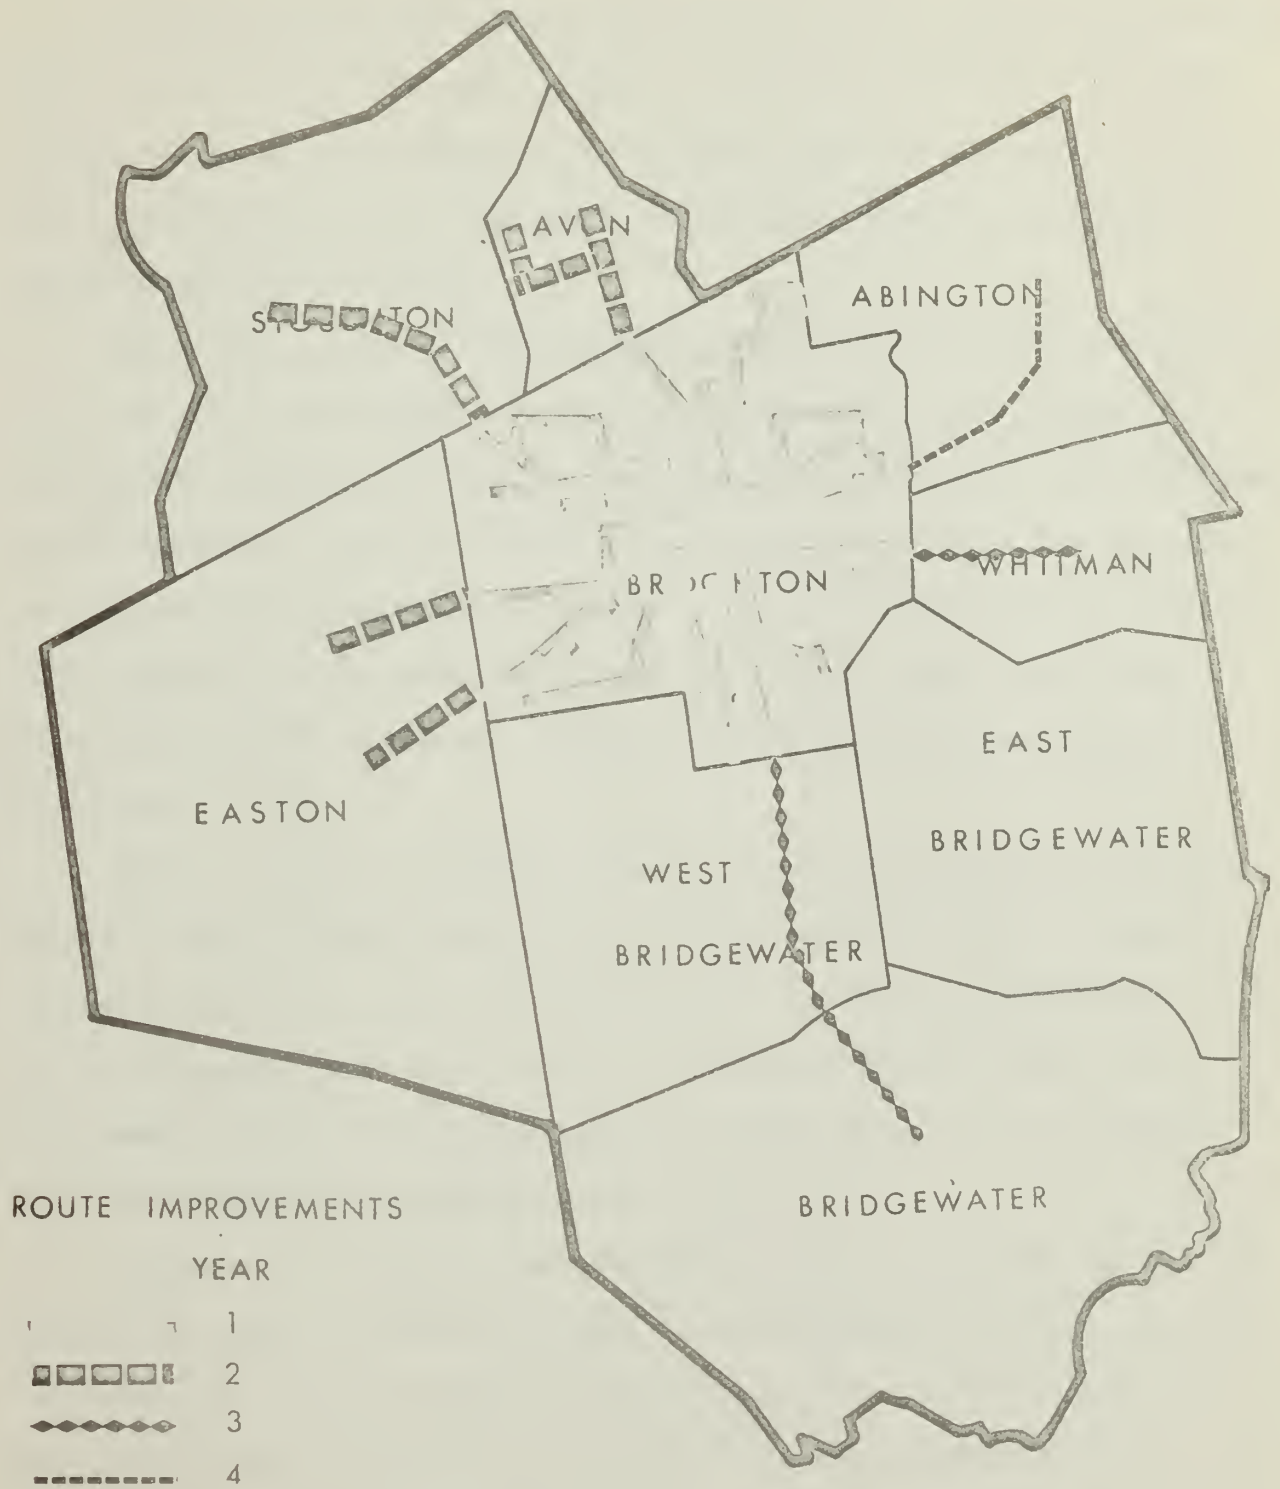 AVON
ABINGTON
WHITMAN
EAST
BRIDGEWATER
EASTON
WEST
BRIDGEWATER
BRIDGEWATER
ROUTE IMPROVEMENTS
YEAR
1
2
3
4